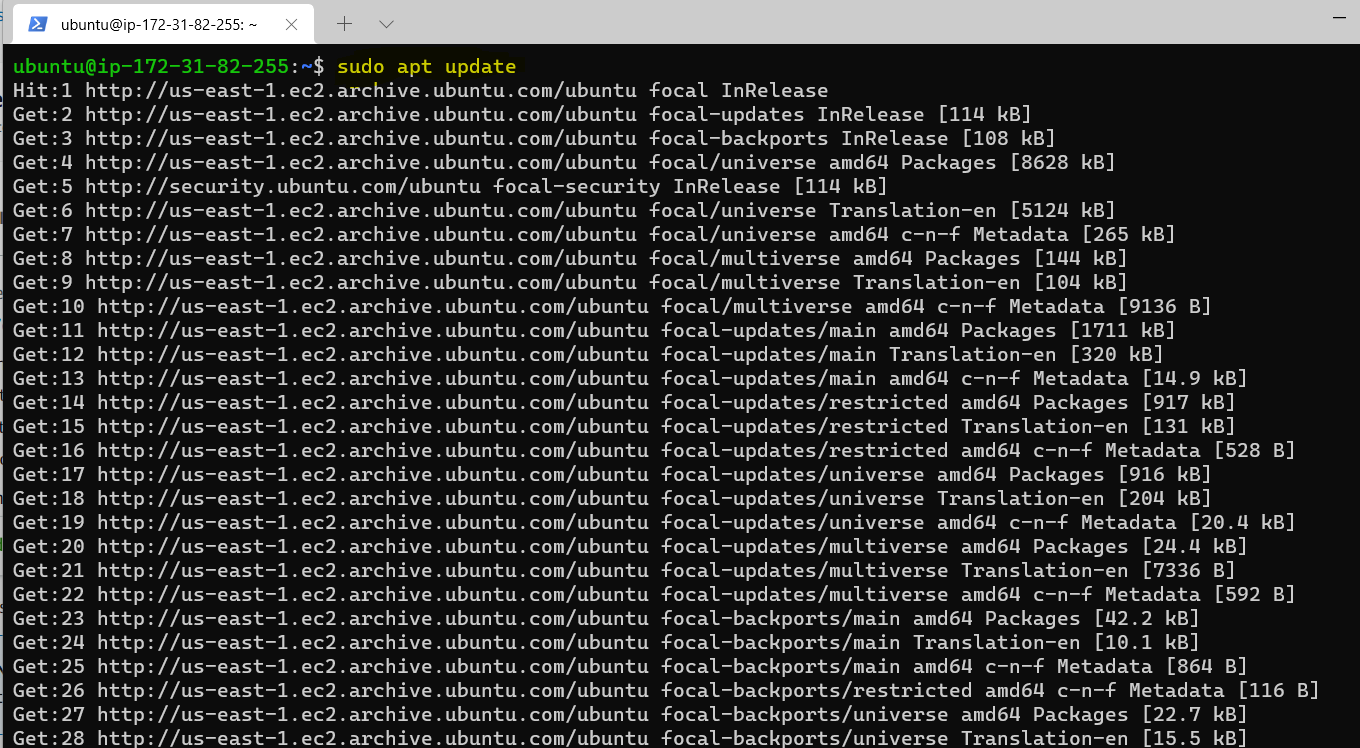 ubuntu@ip-172-31-82-255: ~
ubuntu@ip-172-31-82-255:~$ sudo apt update
Hit:1 http://us-east-1.ec2.archive.ubuntu.com/ubuntu focal InRelease
Get:2 http://us-east-1.ec2.archive.ubuntu.com/ubuntu focal-updates InRelease [114 kB]
Get:3 http://us-east-1.ec2.archive.ubuntu.com/ubuntu focal-backports InRelease [108 kB]
Get:4 http://us-east-1.ec2.archive.ubuntu.com/ubuntu focal/universe amd64 Packages [8628 kB]
Get:5 http://security.ubuntu.com/ubuntu focal-security InRelease [114 kB]
Get:6 http://us-east-1.ec2.archive.ubuntu.com/ubuntu focal/universe Translation-en [5124 kB]
Get:7 http://us-east-1.ec2.archive.ubuntu.com/ubuntu focal/universe amd64 c-n-f Metadata [265 kB]
Get:8 http://us-east-1.ec2.archive.ubuntu.com/ubuntu focal/multiverse amd64 Packages [144 kB]
Get:9 http://us-east-1.ec2.archive.ubuntu.com/ubuntu focal/multiverse Translation-en [104 kB]
Get:10 http://us-east-1.ec2.archive.ubuntu.com/ubuntu focal/multiverse amd64 c-n-f Metadata [9136 B]
Get:11 http://us-east-1.ec2.archive.ubuntu.com/ubuntu focal-updates/main amd64 Packages [1711 kB]
Get:12 http://us-east-1.ec2.archive.ubuntu.com/ubuntu focal-updates/main Translation-en [320 kB]
Get:13 http://us-east-1.ec2.archive.ubuntu.com/ubuntu focal-updates/main amd64 c-n-f Metadata [14.9 kB]
Get:14 http://us-east-1.ec2.archive.ubuntu.com/ubuntu focal-updates/restricted amd64 Packages [917 kB]
Get:15 http://us-east-1.ec2.archive.ubuntu.com/ubuntu focal-updates/restricted Translation-en [131 kB]
Get:16 http://us-east-1.ec2.archive.ubuntu.com/ubuntu focal-updates/restricted amd64 c-n-f Metadata [528 B]
Get:17 http://us-east-1.ec2.archive.ubuntu.com/ubuntu focal-updates/universe amd64 Packages [916 kB]
Get:18 http://us-east-1.ec2.archive.ubuntu.com/ubuntu focal-updates/universe Translation-en [204 kB]
Get:19 http://us-east-1.ec2.archive.ubuntu.com/ubuntu focal-updates/universe amd64 c-n-f Metadata [20.4 kB]
Get:20 http://us-east-1.ec2.archive.ubuntu.com/ubuntu focal-updates/multiverse amd64 Packages [24.4 kB]
Get:21 http://us-east-1.ec2.archive.ubuntu.com/ubuntu focal-updates/multiverse Translation-en [7336 B]
Get:22 http://us-east-1.ec2.archive.ubuntu.com/ubuntu focal-updates/multiverse amd64 c-n-f Metadata [592 B]
Get:23 http://us-east-1.ec2.archive.ubuntu.com/ubuntu focal-backports/main amd64 Packages [42.2 kB]
Get:24 http://us-east-1.ec2.archive.ubuntu.com/ubuntu focal-backports/main Translation-en [10.1 kB]
Get:25 http://us-east-1.ec2.archive.ubuntu.com/ubuntu focal-backports/main amd64 c-n-f Metadata [864 B]
Get:26 http://us-east-1.ec2.archive.ubuntu.com/ubuntu focal-backports/restricted amd64 c-n-f Metadata [116 B]
Get:27 http://us-east-1.ec2.archive.ubuntu.com/ubuntu focal-backports/universe amd64 Packages [22.7 kB]
Get:28 http://us-east-1.ec2.archive.ubuntu.com/ubuntu focal-backports/universe Translation-en [15.5 kB]